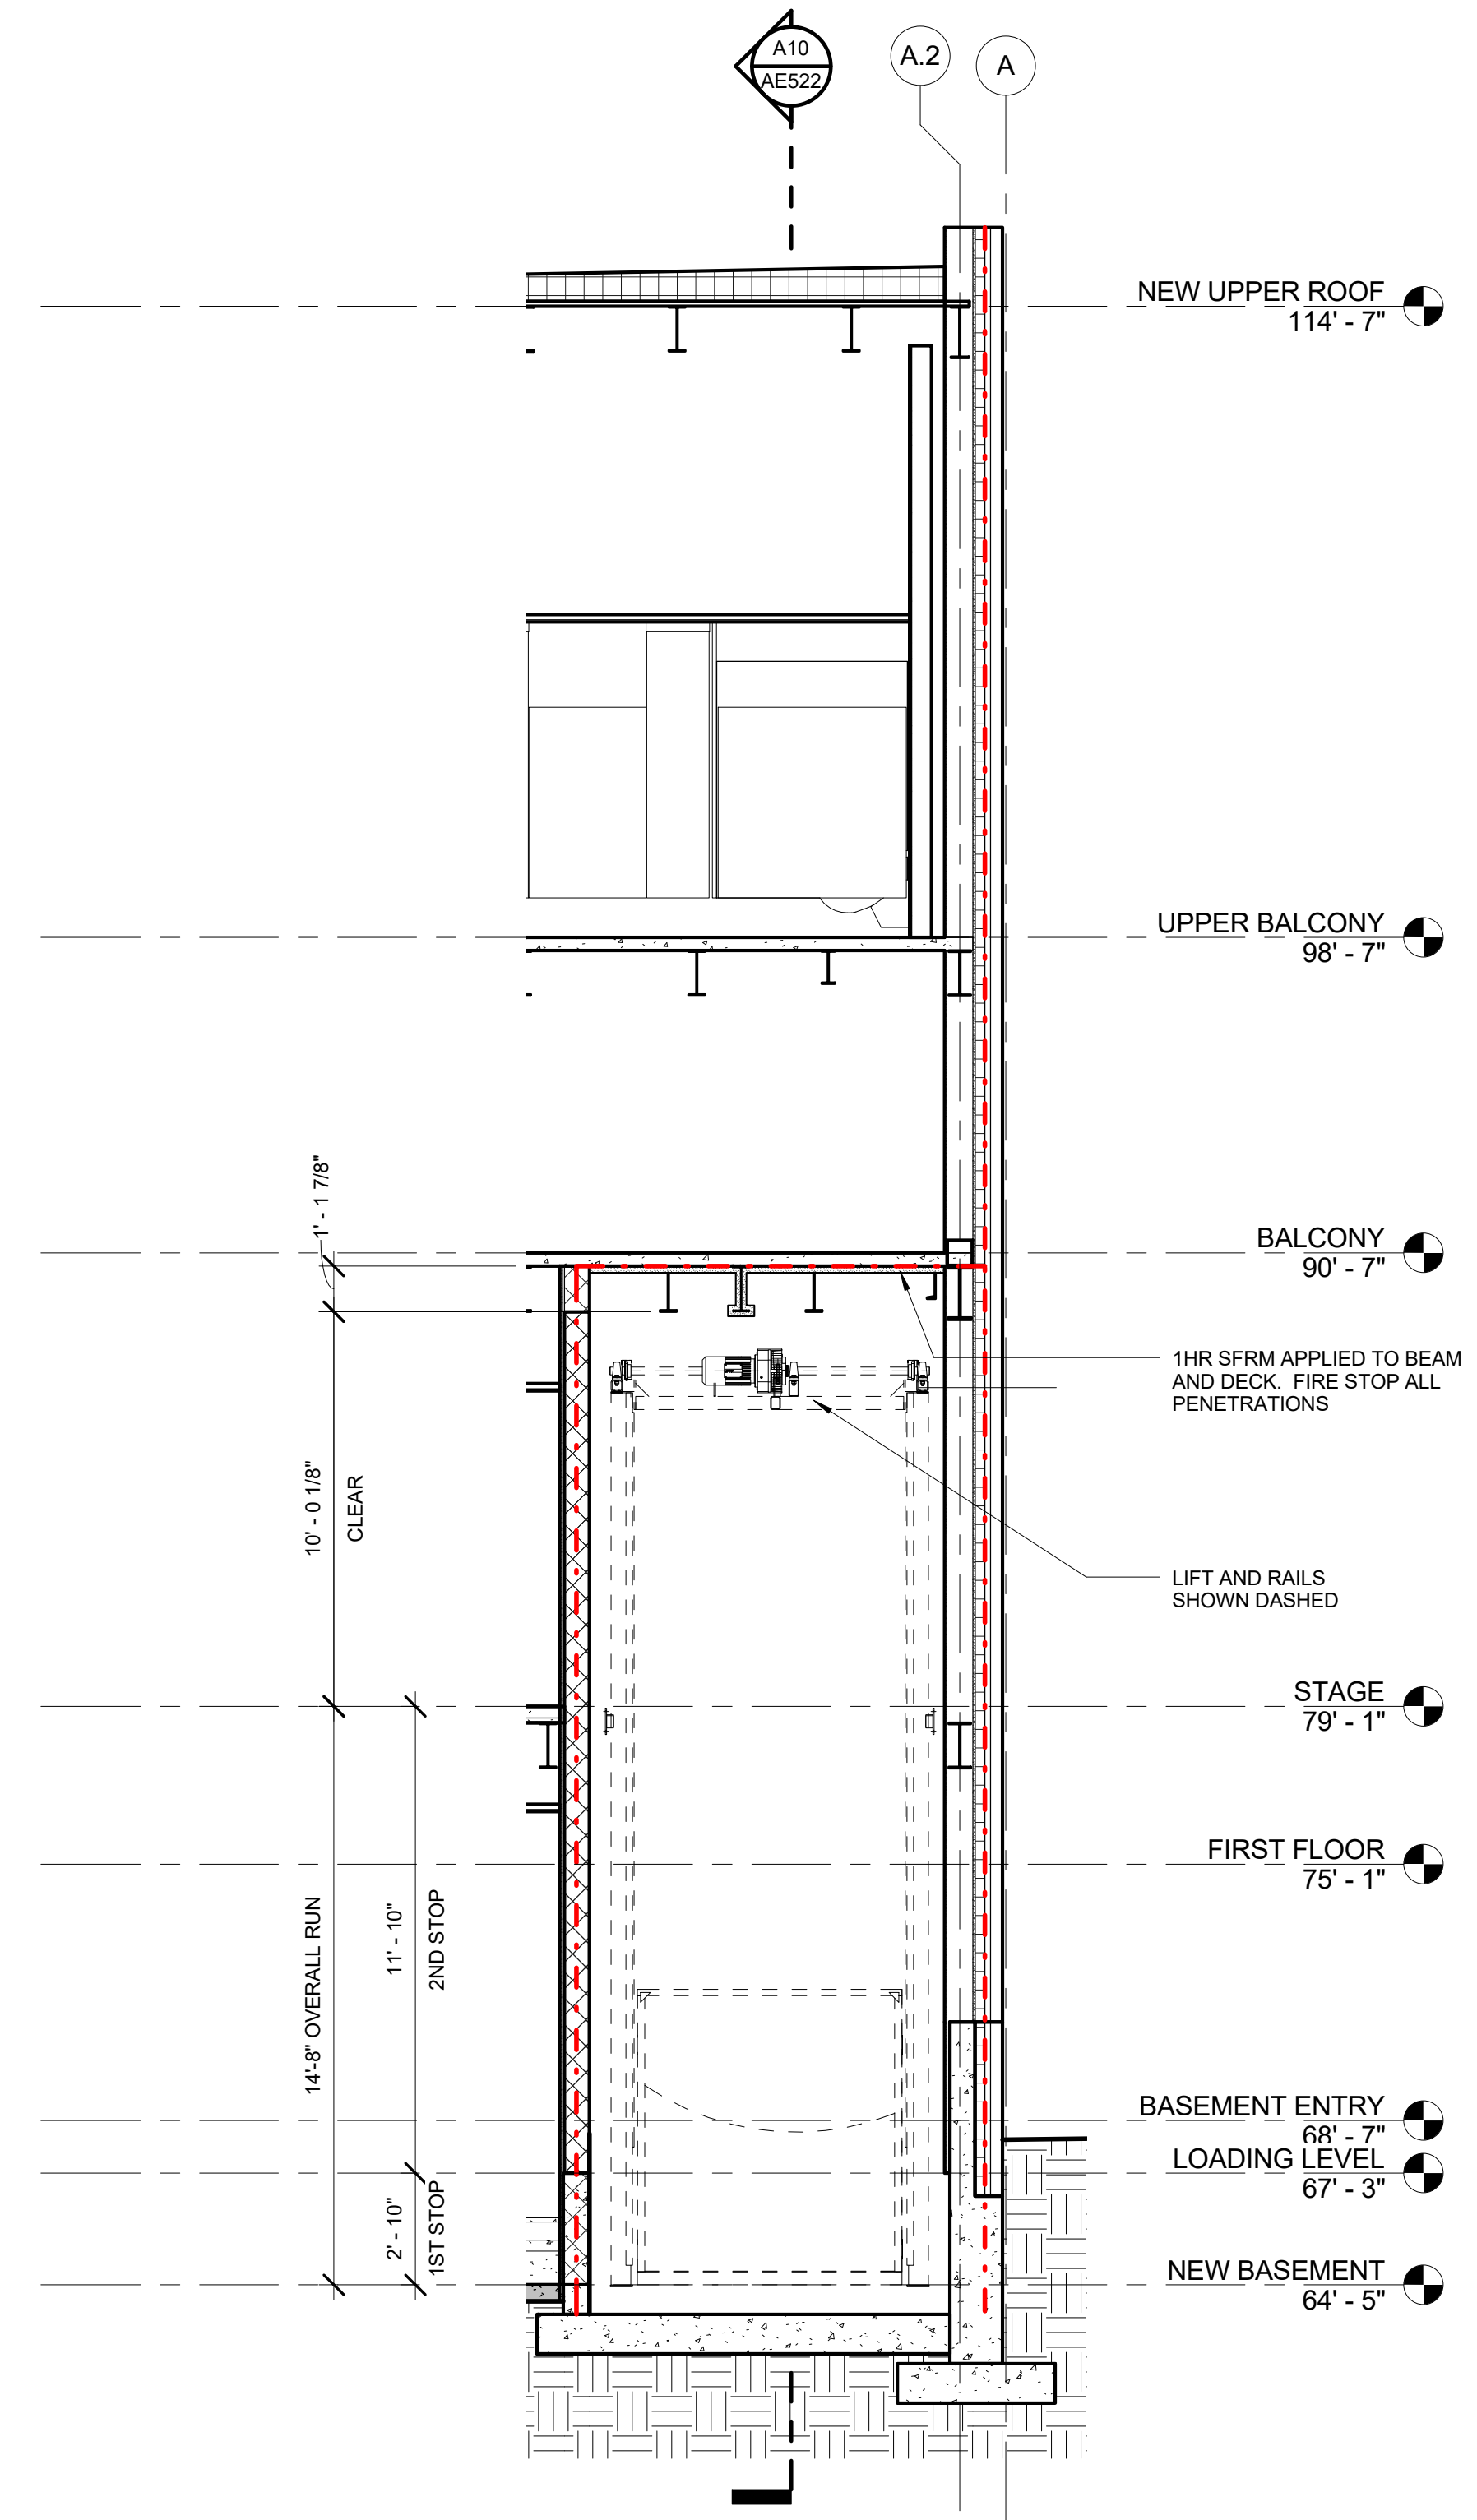 A10
AE522
A.2
A
NEW UPPER ROOF
114' - 7"
UPPER BALCONY
98' - 7"
1' - 1 7/8"
BALCONY
90' - 7"
1HR SFRM APPLIED TO BEAM
AND DECK. FIRE STOP ALL
PENETRATIONS
10' - 0 1/8"
CLEAR
LIFT AND RAILS
SHOWN DASHED
STAGE
79' - 1"
FIRST FLOOR
75' - 1"
14'-8" OVERALL RUN
11' - 10"
2ND STOP
BASEMENT ENTRY
68' - 7"
LOADING LEVEL
67' - 3"
2' - 10"
1ST STOP
NEW BASEMENT
64' - 5"